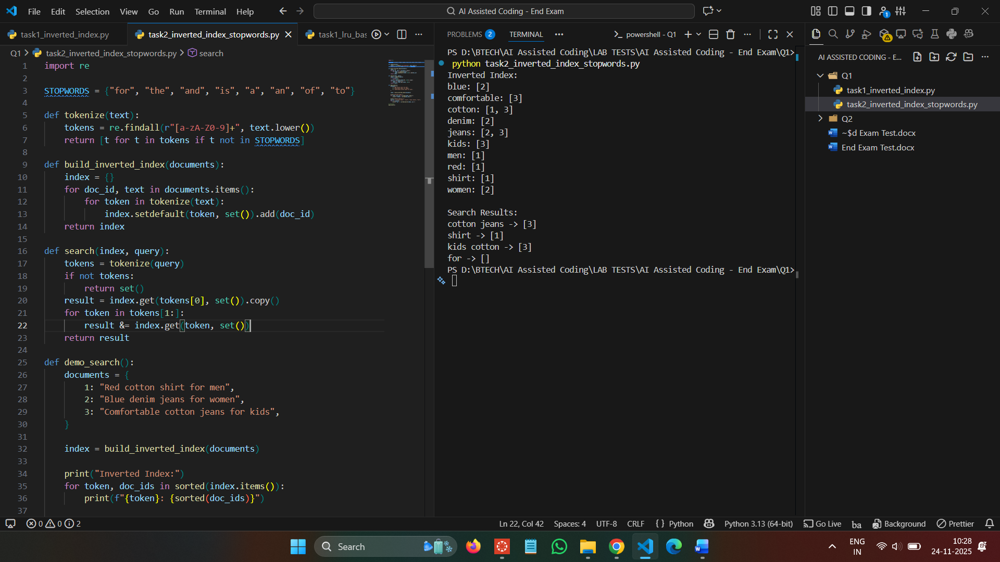 File Edit Selection View Go Run Terminal Help
AI Assisted Coding - End Exam
1
task1_inverted_index.py
task2_inverted_index_stopwords.py
task1_lru_bas
Q1 > task2_inverted_index_stopwords.py > search
1 import re
2
3 STOPWORDS = {"for", "the", "and", "is", "a", "an", "of", "to"}
4
5 def tokenize(text):
6 tokens = re.findall(r"[a-zA-Z0-9]+", text.lower())
7 return [t for t in tokens if t not in STOPWORDS]
8
9 def build_inverted_index(documents):
10 index = {}
11 for doc_id, text in documents.items():
12 for token in tokenize(text):
13 index.setdefault(token, set()).add(doc_id)
14 return index
15
16 def search(index, query):
17 tokens = tokenize(query)
18 if not tokens:
19 return set()
20 result = index.get(tokens[0], set()).copy()
21 for token in tokens[1:]:
22 result &= index.get(token, set())
23 return result
24
25 def demo_search():
26 documents = {
27 1: "Red cotton shirt for men",
28 2: "Blue denim jeans for women",
29 3: "Comfortable cotton jeans for kids",
30 }
31
32 index = build_inverted_index(documents)
33
34 print("Inverted Index:")
35 for token, doc_ids in sorted(index.items()):
36 print(f"{token}: {sorted(doc_ids)}")
37
PROBLEMS 2 TERMINAL powershell - Q1
PS D:\BTECH\AI Assisted Coding\LAB TESTS\AI Assisted Coding - End Exam\Q1>
python task2_inverted_index_stopwords.py
Inverted Index:
blue: [2]
comfortable: [3]
cotton: [1, 3]
denim: [2]
jeans: [2, 3]
kids: [3]
men: [1]
red: [1]
shirt: [1]
women: [2]
Search Results:
cotton jeans -> [3]
shirt -> [1]
kids cotton -> [3]
for -> []
PS D:\BTECH\AI Assisted Coding\LAB TESTS\AI Assisted Coding - End Exam\Q1>
AI ASSISTED CODING - E...
Q1
task1_inverted_index.py
task2_inverted_index_stopwords.py
Q2
~$d Exam Test.docx
End Exam Test.docx
0 0 2
Ln 22, Col 42 Spaces: 4 UTF-8 CRLF { } Python Python 3.13 (64-bit) Go Live ba Background Prettier
Search
ENG
IN
10:28
24-11-2025